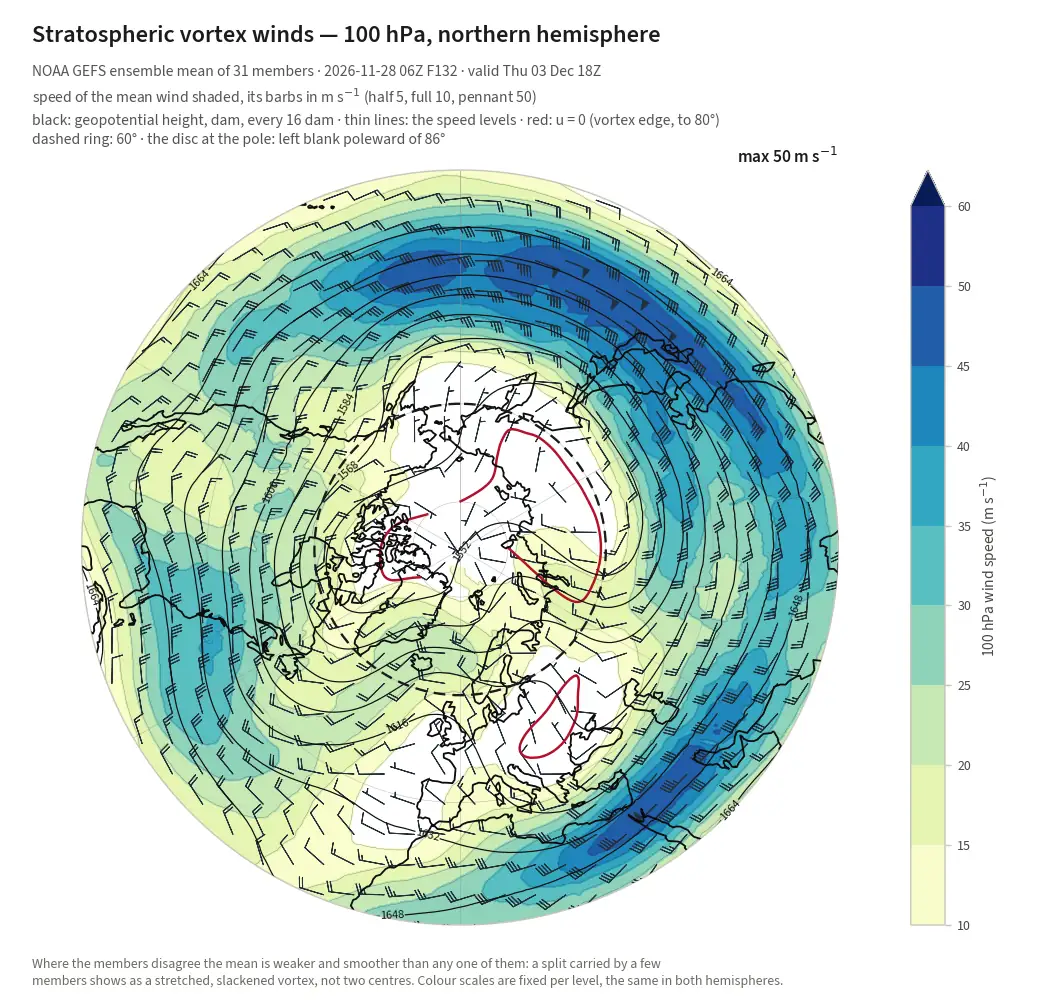 Stratospheric vortex winds — 100 hPa, northern hemisphere
NOAA GEFS ensemble mean of 31 members · 2026-11-28 06Z F132 · valid Thu 03 Dec 18Z
speed of the mean wind shaded, its barbs in m s⁻¹ (half 5, full 10, pennant 50)
black: geopotential height, dam, every 16 dam · thin lines: the speed levels · red: u = 0 (vortex edge, to 80°)
dashed ring: 60° · the disc at the pole: left blank poleward of 86°
max 50 m s⁻¹
60
50
45
40
35
30
25
20
15
10
100 hPa wind speed (m s⁻¹)
1664
1664
1584
1568
1600
1664
1648
1616
1632
1664
1648
Where the members disagree the mean is weaker and smoother than any one of them: a split carried by a few
members shows as a stretched, slackened vortex, not two centres. Colour scales are fixed per level, the same in both hemispheres.